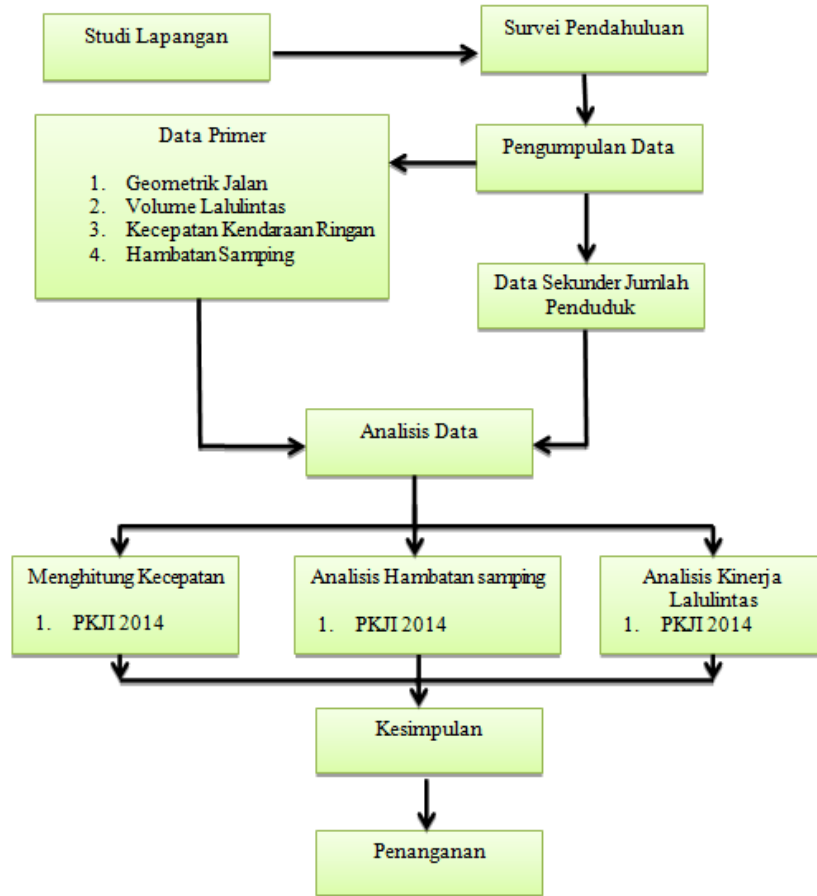 Studi Lapangan
Survei Pendahuluan
Data Primer
1. Geometrik Jalan
2. Volume Lalulintas
3. Kecepatan Kendaraan Ringan
4. Hambatan Samping
Pengumpulan Data
Data Sekunder Jumlah
Penduduk
Analisis Data
Menghitung Kecepatan
1. PKJI 2014
Analisis Hambatan samping
1. PKJI 2014
Analisis Kinerja
Lalulintas
1. PKJI 2014
Kesimpulan
Penanganan